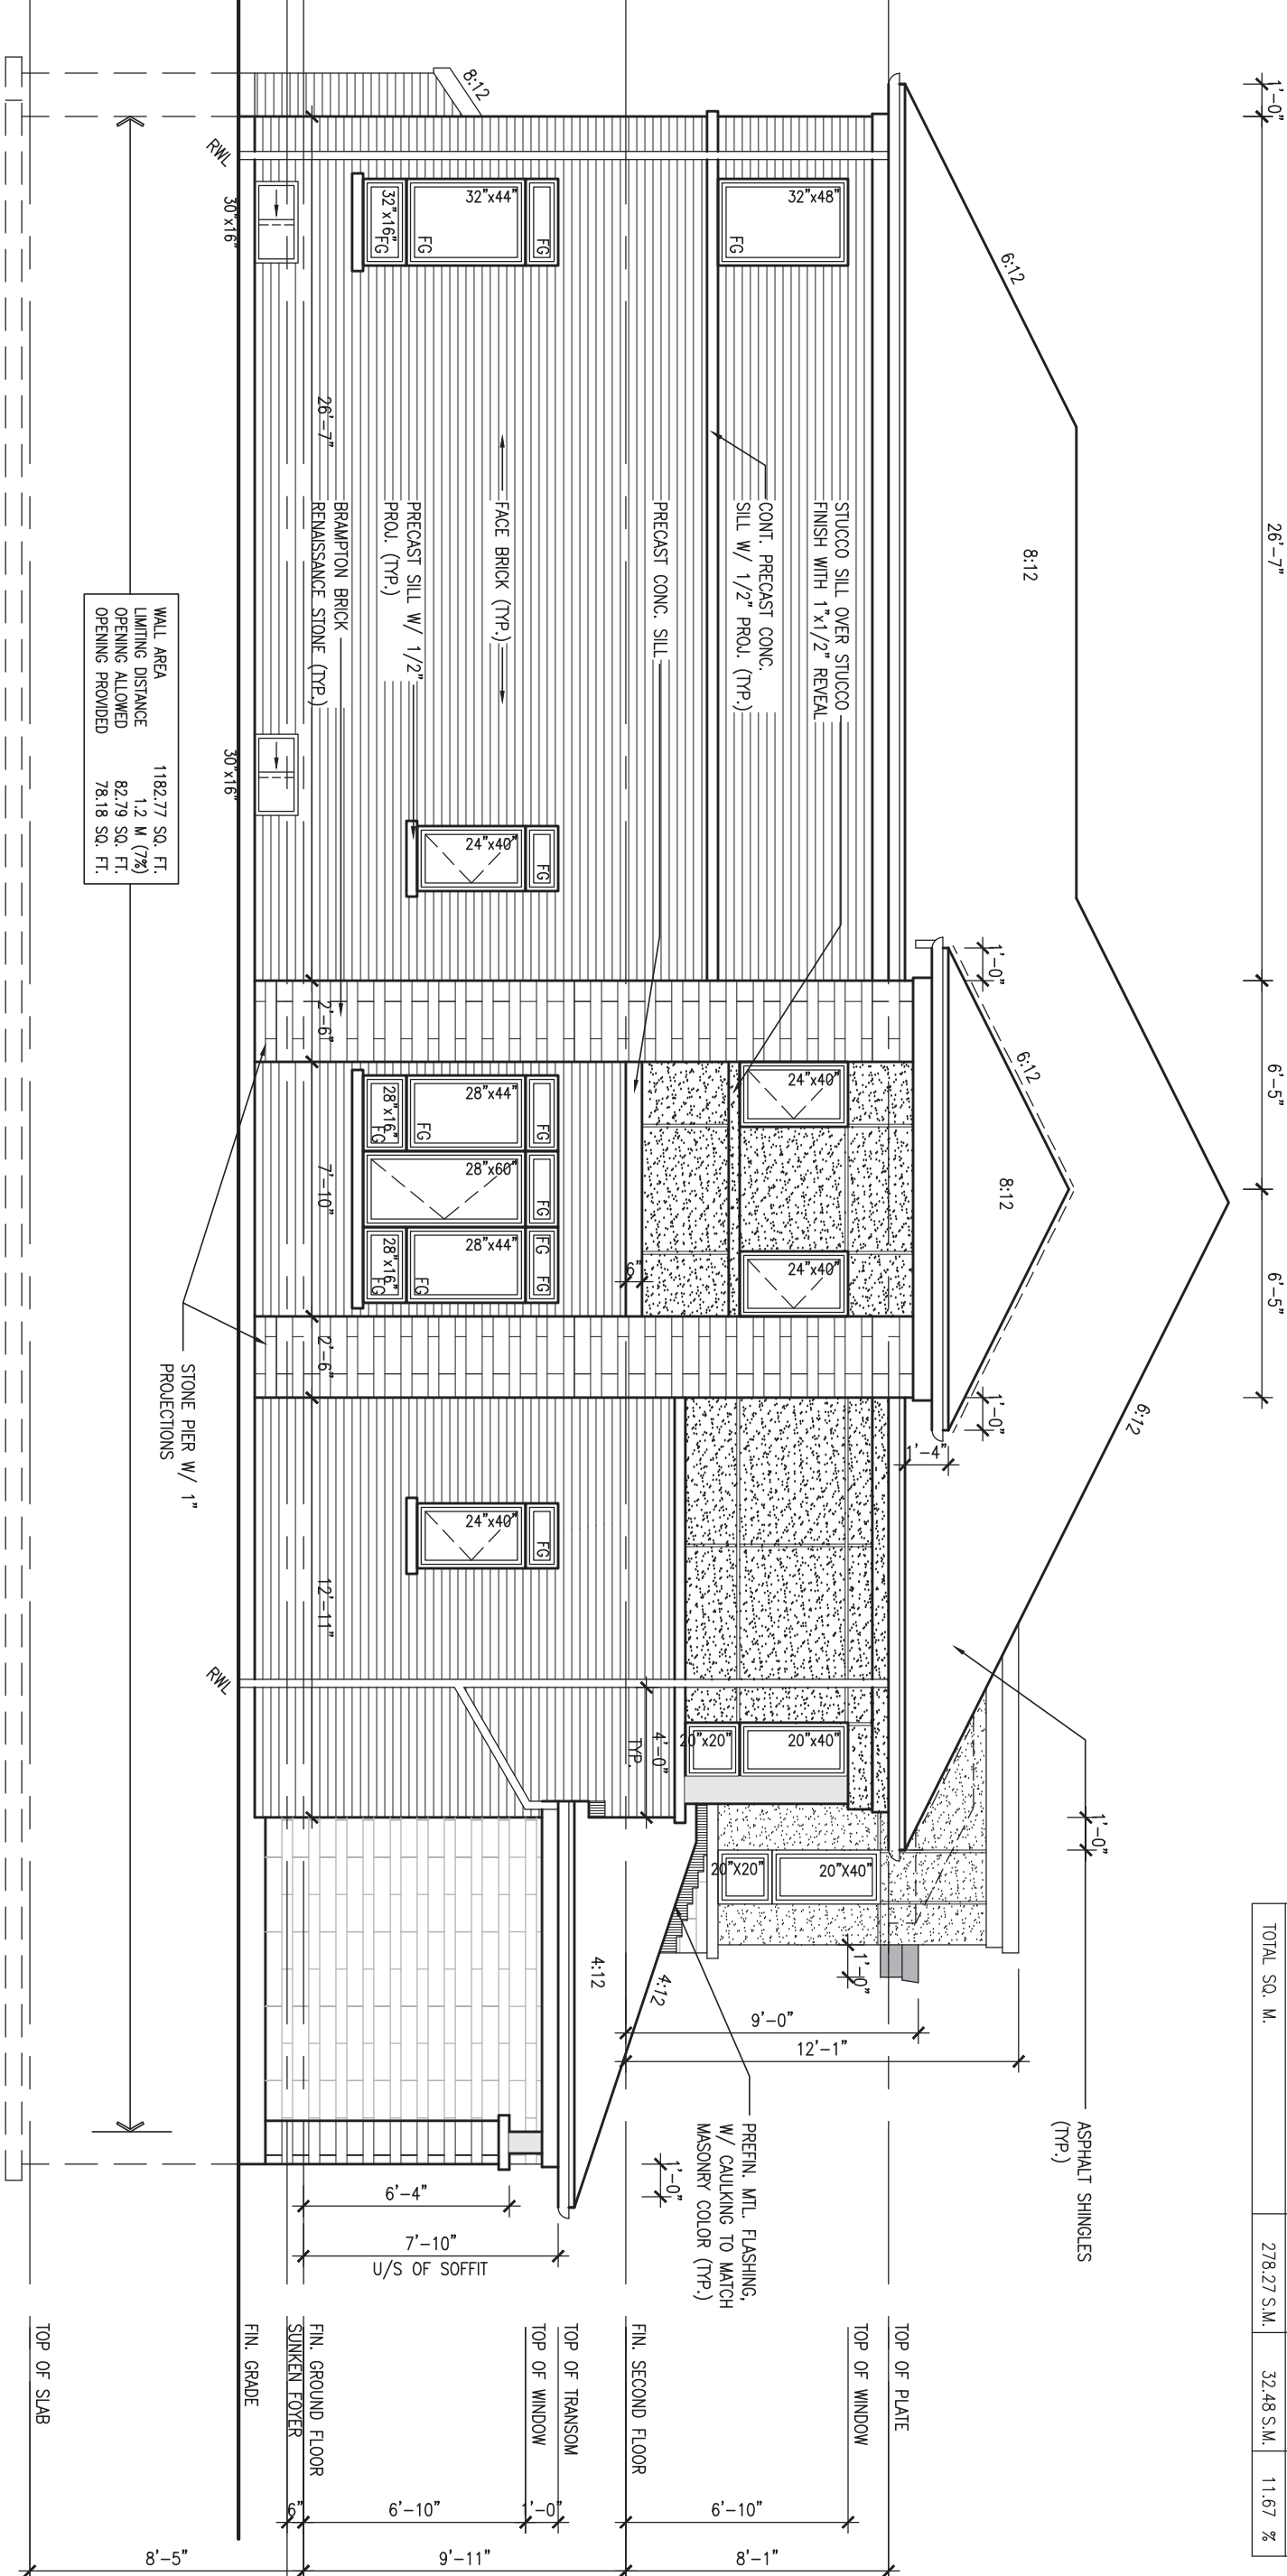 TOTAL SQ. M. 278.27 S.M. 32.48 S.M. 11.67 %
1'-0" 26'-7" 6'-5" 6'-5"
1'-0"
8:12
6:12
6:12
ASPHALT SHINGLES
(TYP.)
1'-0"
6:12
8:12
1'-0"
1'-4"
12'-1"
9'-0"
1'-0"
TOP OF PLATE
TOP OF WINDOW
STUCCO SILL OVER STUCCO
FINISH WITH 1"x1/2" REVEAL
CONT. PRECAST CONC.
SILL W/ 1/2" PROJ. (TYP.)
PRECAST CONC. SILL
32"x48"
FG
24"x40"
24"x40"
20"x40"
20"x20"
20"X40"
20"X20"
PREFIN. MTL. FLASHING,
W/ CAULKING TO MATCH
MASONRY COLOR (TYP.)
6"
4'-0"
TYP.
4:12
4:12
1'-0"
FIN. SECOND FLOOR
TOP OF TRANSOM
TOP OF WINDOW
8:12
32"x44"
FG
FG
32"x16"
FG
FACE BRICK (TYP.)
PRECAST SILL W/ 1/2"
PROJ. (TYP.)
BRAMPTON BRICK
RENAISSANCE STONE (TYP.)
24"x40"
FG
FG
28"x44"
FG
28"x16"
FG
FG
28"x60"
FG
FG
28"x44"
FG
28"x16"
FG
24"x40"
FG
26'-7"
2'-6"
7'-10"
2'-6"
12'-11"
6'-4"
7'-10"
U/S OF SOFFIT
FIN. GROUND FLOOR
SUNKEN FOYER
FIN. GRADE
TOP OF SLAB
RWL
30"x16"
30"x16"
RWL
STONE PIER W/ 1"
PROJECTIONS
WALL AREA 1182.77 SQ. FT.
LIMITING DISTANCE 1.2 M (7%)
OPENING ALLOWED 82.79 SQ. FT.
OPENING PROVIDED 78.18 SQ. FT.
6"
6'-10"
1'-0"
6'-10"
8'-5"
9'-11"
8'-1"